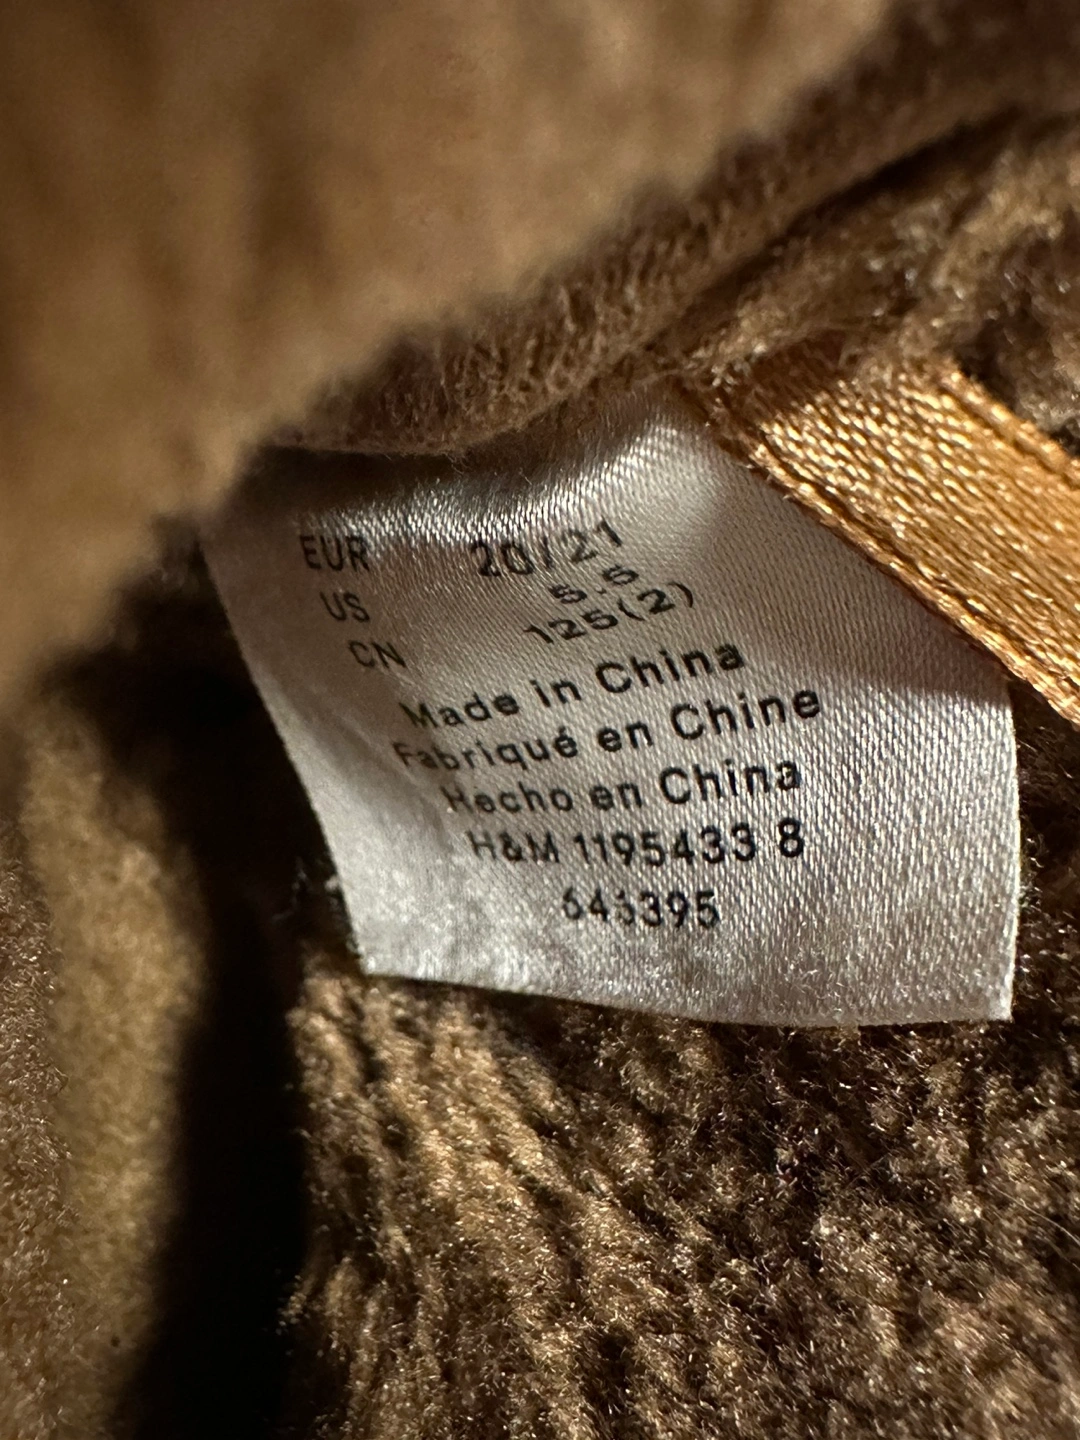 EUR 20/21
US 5.5
CN 125(2)
Made in China
Fabriqué en Chine
Hecho en China
H&M 1195433 8
646395